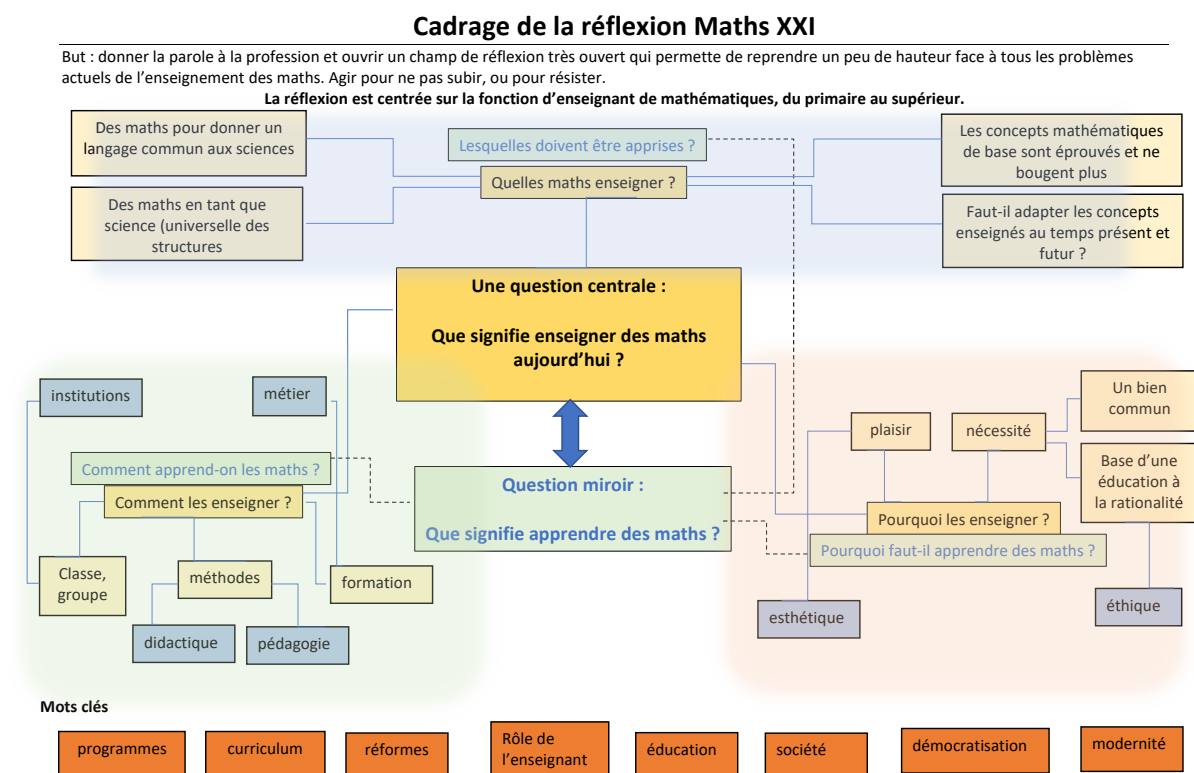 Cadrage de la réflexion Maths XXI
But : donner la parole à la profession et ouvrir un champ de réflexion très ouvert qui permette de reprendre un peu de hauteur face à tous les problèmes
actuels de l'enseignement des maths. Agir pour ne pas subir, ou pour résister.
La réflexion est centrée sur la fonction d'enseignant de mathématiques, du primaire au supérieur.
Des maths pour donner un
langage commun aux sciences
Lesquelles doivent être apprises ?
Les concepts mathématiques
de base sont éprouvés et ne
bougent plus
Quelles maths enseigner ?
Des maths en tant que
science (universelle des
structures
Faut-il adapter les concepts
enseignés au temps présent et
futur ?
Une question centrale :
Que signifie enseigner des maths
aujourd'hui ?
institutions
métier
Comment apprend-on les maths ?
Comment les enseigner ?
Classe,
groupe
méthodes
formation
didactique
pédagogie
Question miroir :
Que signifie apprendre des maths ?
Un bien
commun
plaisir
nécessité
Base d'une
éducation à
la rationalité
Pourquoi les enseigner ?
Pourquoi faut-il apprendre des maths ?
esthétique
éthique
Mots clés
programmes
curriculum
réformes
Rôle de
l'enseignant
éducation
société
démocratisation
modernité